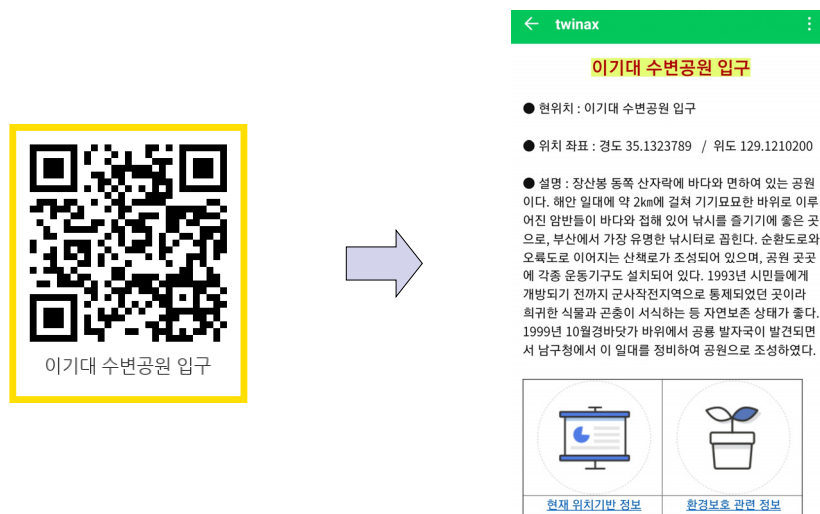 이기대 수변공원 입구
twinax
이기대 수변공원 입구
● 현위치 : 이기대 수변공원 입구
● 위치 좌표 : 경도 35.1323789 / 위도 129.1210200
● 설명 : 장산봉 동쪽 산자락에 바다와 면하여 있는 공원
이다. 해안 일대에 약 2㎞에 걸쳐 기기묘묘한 바위로 이루
어진 암반들이 바다와 접해 있어 낚시를 즐기기에 좋은 곳
으로, 부산에서 가장 유명한 낚시터로 꼽힌다. 순환도로와
오륙도로 이어지는 산책로가 조성되어 있으며, 공원 곳곳
에 각종 운동기구도 설치되어 있다. 1993년 시민들에게
개방되기 전까지 군사작전지역으로 통제되었던 곳이라
희귀한 식물과 곤충이 서식하는 등 자연보존 상태가 좋다.
1999년 10월경바닷가 바위에서 공룡 발자국이 발견되면
서 남구청에서 이 일대를 정비하여 공원으로 조성하였다.
현재 위치기반 정보
환경보호 관련 정보